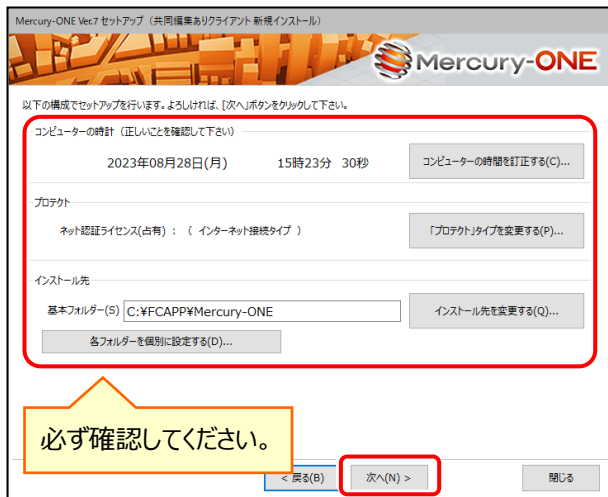 Mercury-ONE Ver.7 セットアップ（共同編集ありクライアント 新規インストール）
Mercury-ONE
以下の構成でセットアップを行います。よろしければ、[次へ]ボタンをクリックして下さい。
コンピューターの時計（正しいことを確認して下さい）
2023年08月28日(月) 15時23分 30秒 コンピューターの時間を訂正する(C)...
プロテクト
ネット認証ライセンス(占有) ： （ インターネット接続タイプ ） 「プロテクト」タイプを変更する(P)...
インストール先
基本フォルダー(S) C:¥FCAPP¥Mercury-ONE インストール先を変更する(Q)...
各フォルダーを個別に設定する(D)...
必ず確認してください。
< 戻る(B) 次へ(N) > 閉じる